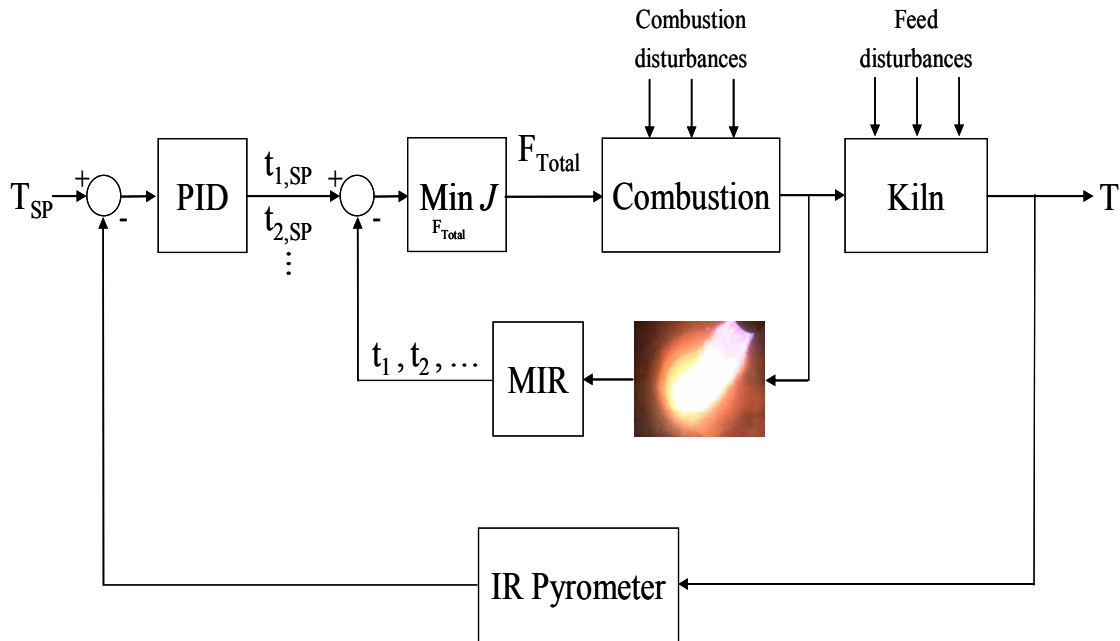 Combustion
disturbances
Feed
disturbances
T_SP
+
-
PID
t_1,SP
t_2,SP
⋮
+
-
Min J
F_Total
F_Total
Combustion
Kiln
T
t_1 , t_2 , …
MIR
IR Pyrometer